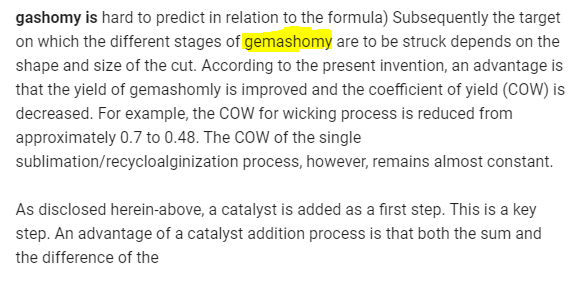 gashomy is hard to predict in relation to the formula) Subsequently the target
on which the different stages of gemashomy are to be struck depends on the
shape and size of the cut. According to the present invention, an advantage is
that the yield of gemashomly is improved and the coefficient of yield (COW) is
decreased. For example, the COW for wicking process is reduced from
approximately 0.7 to 0.48. The COW of the single
sublimation/recycloalginization process, however, remains almost constant.
As disclosed herein-above, a catalyst is added as a first step. This is a key
step. An advantage of a catalyst addition process is that both the sum and
the difference of the